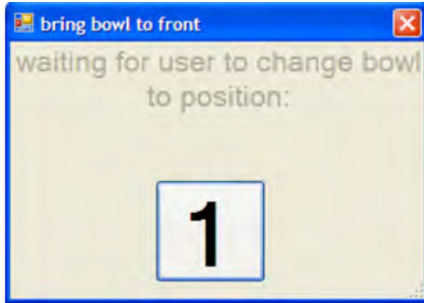 bring bowl to front
waiting for user to change bowl
to position:
1